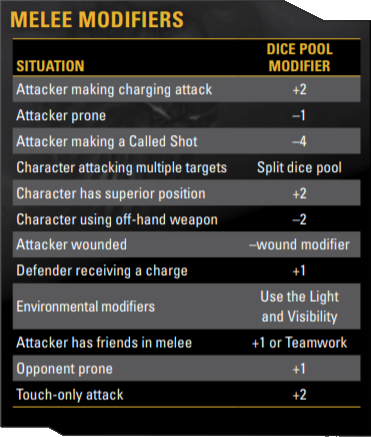 MELEE MODIFIERS
SITUATION DICE POOL
MODIFIER
Attacker making charging attack +2
Attacker prone –1
Attacker making a Called Shot –4
Character attacking multiple targets Split dice pool
Character has superior position +2
Character using off-hand weapon –2
Attacker wounded –wound modifier
Defender receiving a charge +1
Environmental modifiers Use the Light
and Visibility
Attacker has friends in melee +1 or Teamwork
Opponent prone +1
Touch-only attack +2